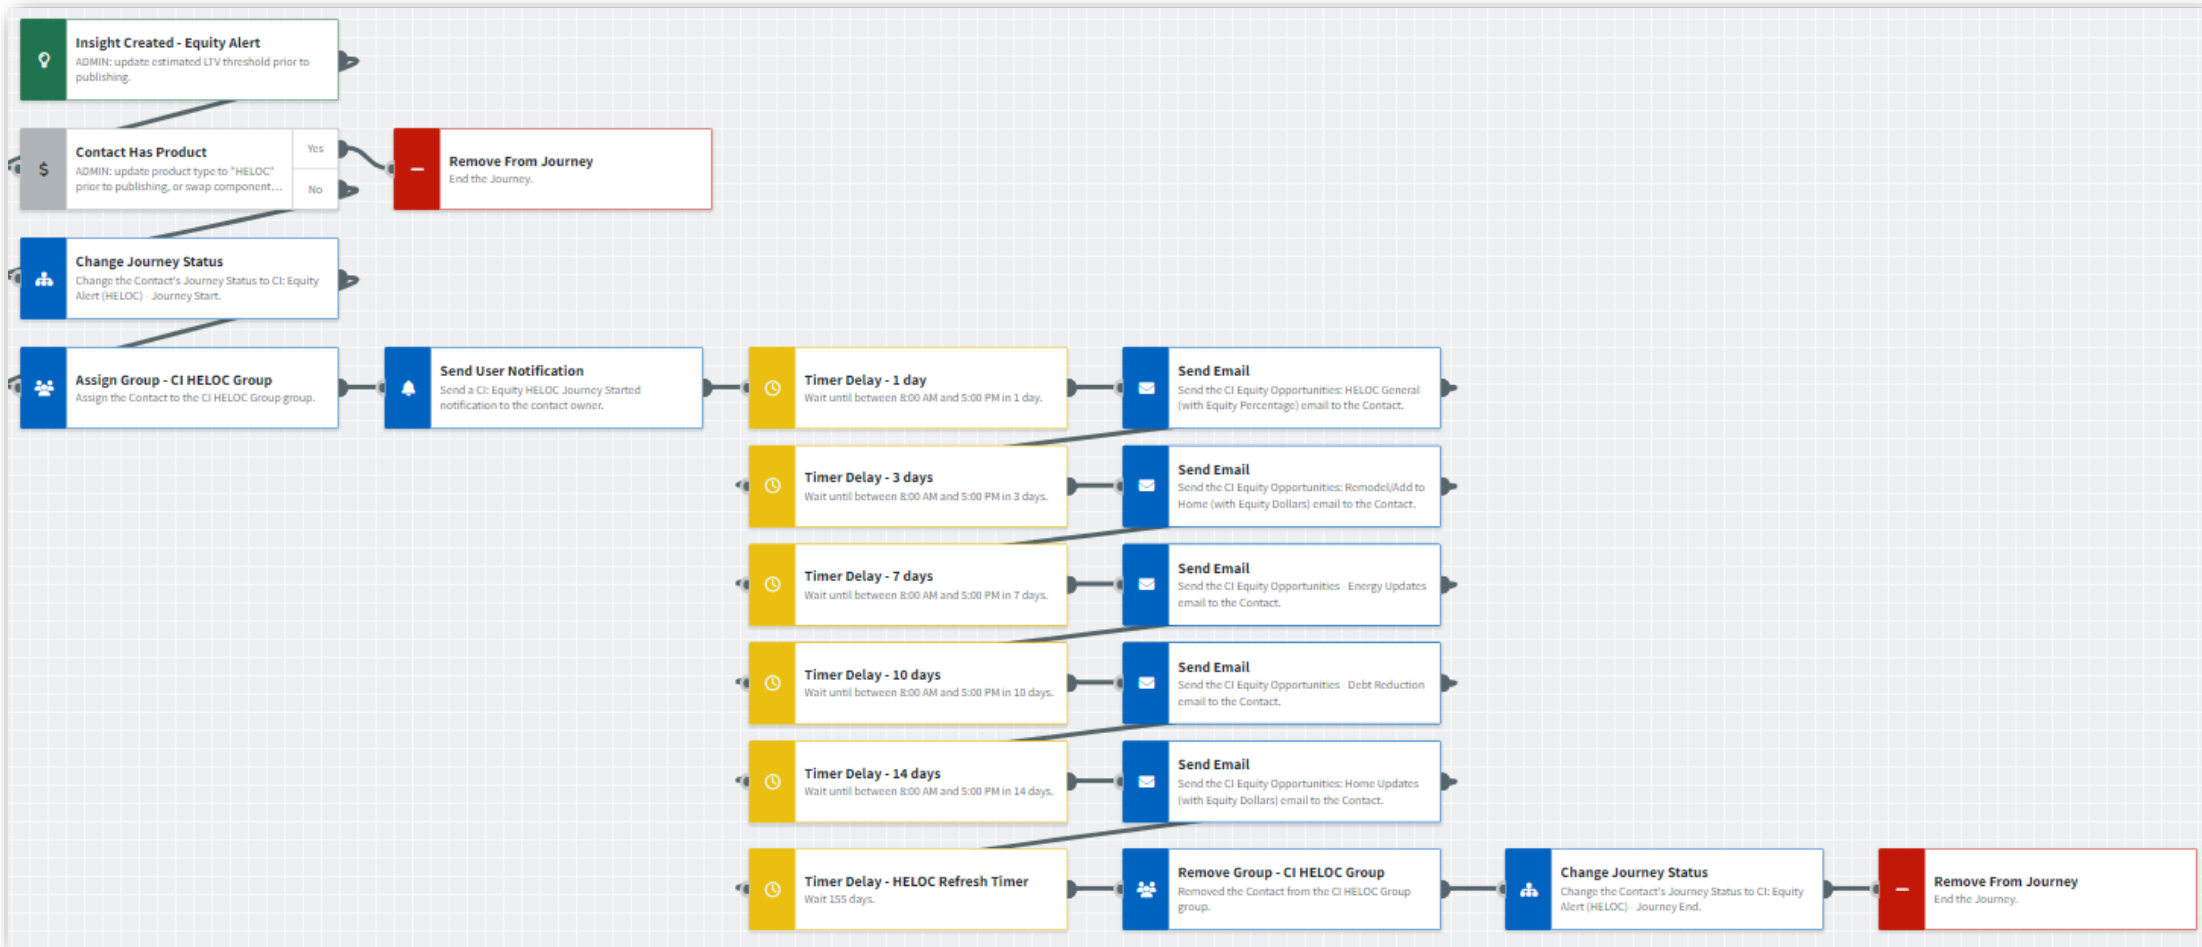 Insight Created - Equity Alert
ADMIN: update estimated LTV threshold prior to
publishing.
Contact Has Product
ADMIN: update product type to "HELOC"
prior to publishing, or swap component...
Yes
No
Remove From Journey
End the Journey.
Change Journey Status
Change the Contact's Journey Status to CI: Equity
Alert (HELOC) - Journey Start.
Assign Group - CI HELOC Group
Assign the Contact to the CI HELOC Group group.
Send User Notification
Send a CI: Equity HELOC Journey Started
notification to the contact owner.
Timer Delay - 1 day
Wait until between 8:00 AM and 5:00 PM in 1 day.
Send Email
Send the CI Equity Opportunities: HELOC General
(with Equity Percentage) email to the Contact.
Timer Delay - 3 days
Wait until between 8:00 AM and 5:00 PM in 3 days.
Send Email
Send the CI Equity Opportunities: Remodel/Add to
Home (with Equity Dollars) email to the Contact.
Timer Delay - 7 days
Wait until between 8:00 AM and 5:00 PM in 7 days.
Send Email
Send the CI Equity Opportunities - Energy Updates
email to the Contact.
Timer Delay - 10 days
Wait until between 8:00 AM and 5:00 PM in 10 days.
Send Email
Send the CI Equity Opportunities - Debt Reduction
email to the Contact.
Timer Delay - 14 days
Wait until between 8:00 AM and 5:00 PM in 14 days.
Send Email
Send the CI Equity Opportunities: Home Updates
(with Equity Dollars) email to the Contact.
Timer Delay - HELOC Refresh Timer
Wait 155 days.
Remove Group - CI HELOC Group
Removed the Contact from the CI HELOC Group
group.
Change Journey Status
Change the Contact's Journey Status to CI: Equity
Alert (HELOC) - Journey End.
Remove From Journey
End the Journey.